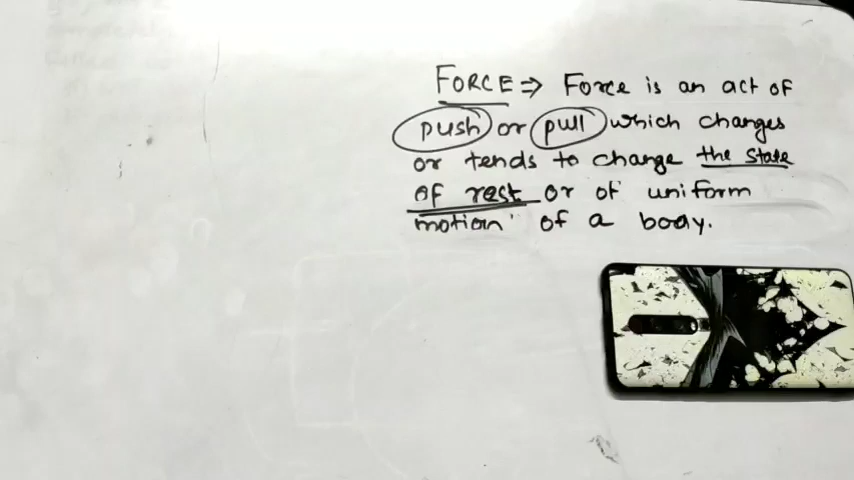 FORCE ⇒ Force is an act of
push or pull which changes
or tends to change the state
of rest or of uniform
motion of a body.